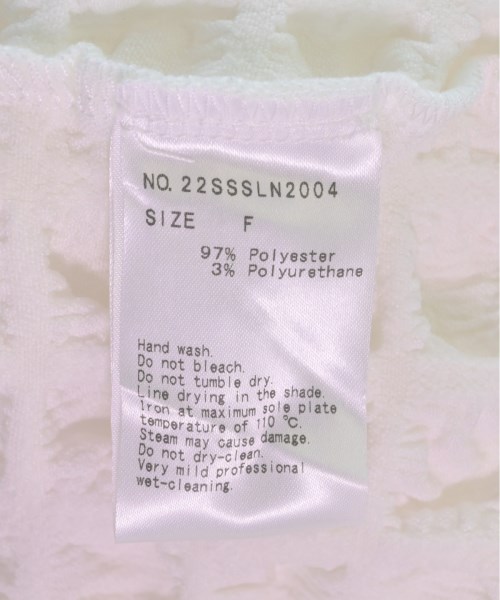 NO. 22SSSLN2004
SIZE F
97% Polyester
3% Polyurethane
Hand wash.
Do not bleach.
Do not tumble dry.
Line drying in the shade.
Iron at maximum sole plate
temperature of 110 ℃.
Steam may cause damage.
Do not dry-clean.
Very mild professional
wet-cleaning.